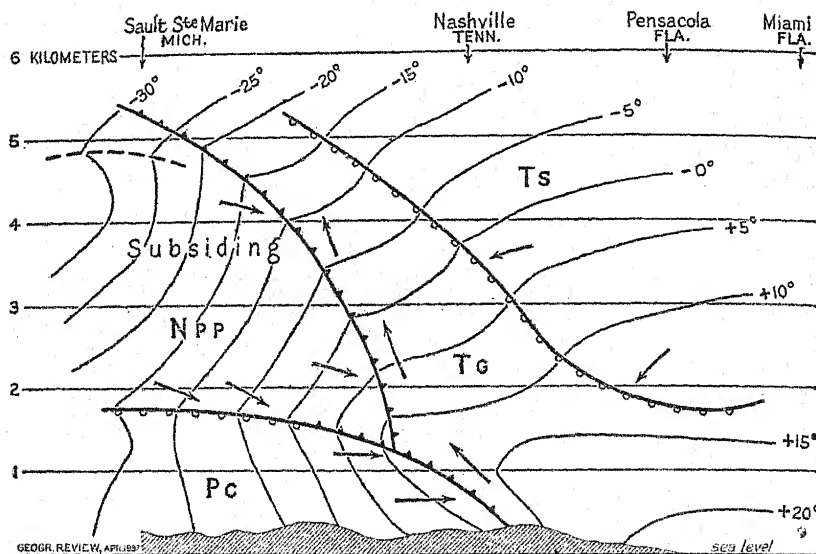 Sault Ste Marie
MICH.
Nashville
TENN.
Pensacola
FLA.
Miami
FLA.
6 KILOMETERS
-30°
-25°
-20°
-15°
-10°
-5°
5
Ts
-0°
4
+5°
Subsiding
3
+10°
NPP
TG
2
+15°
1
Pc
+20°
GEOGR. REVIEW, APR.
sea level